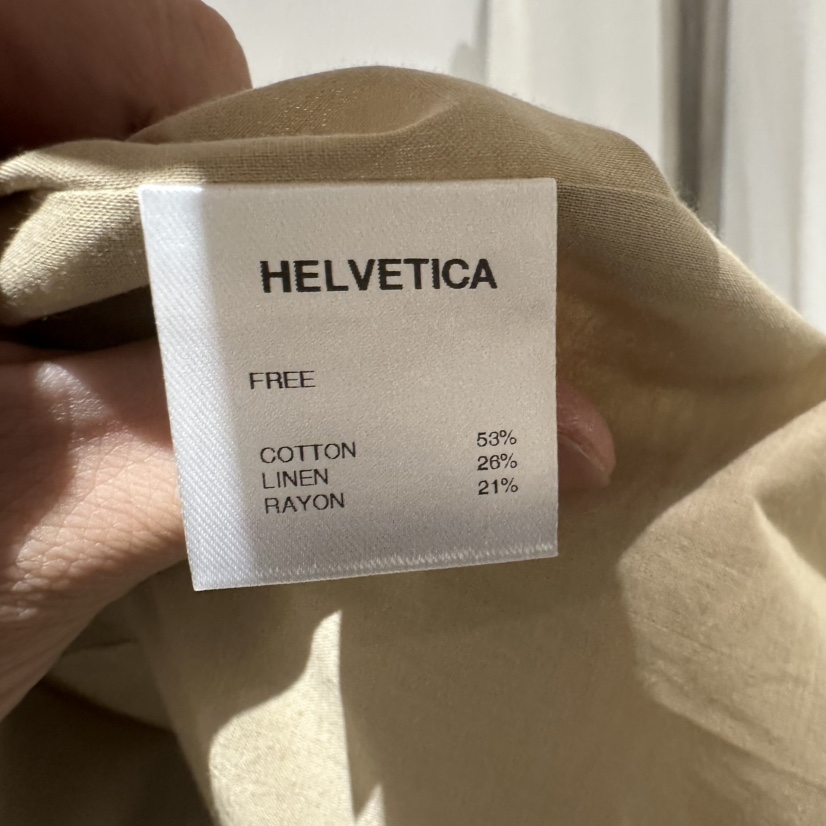 HELVETICA
FREE
COTTON 53%
LINEN 26%
RAYON 21%